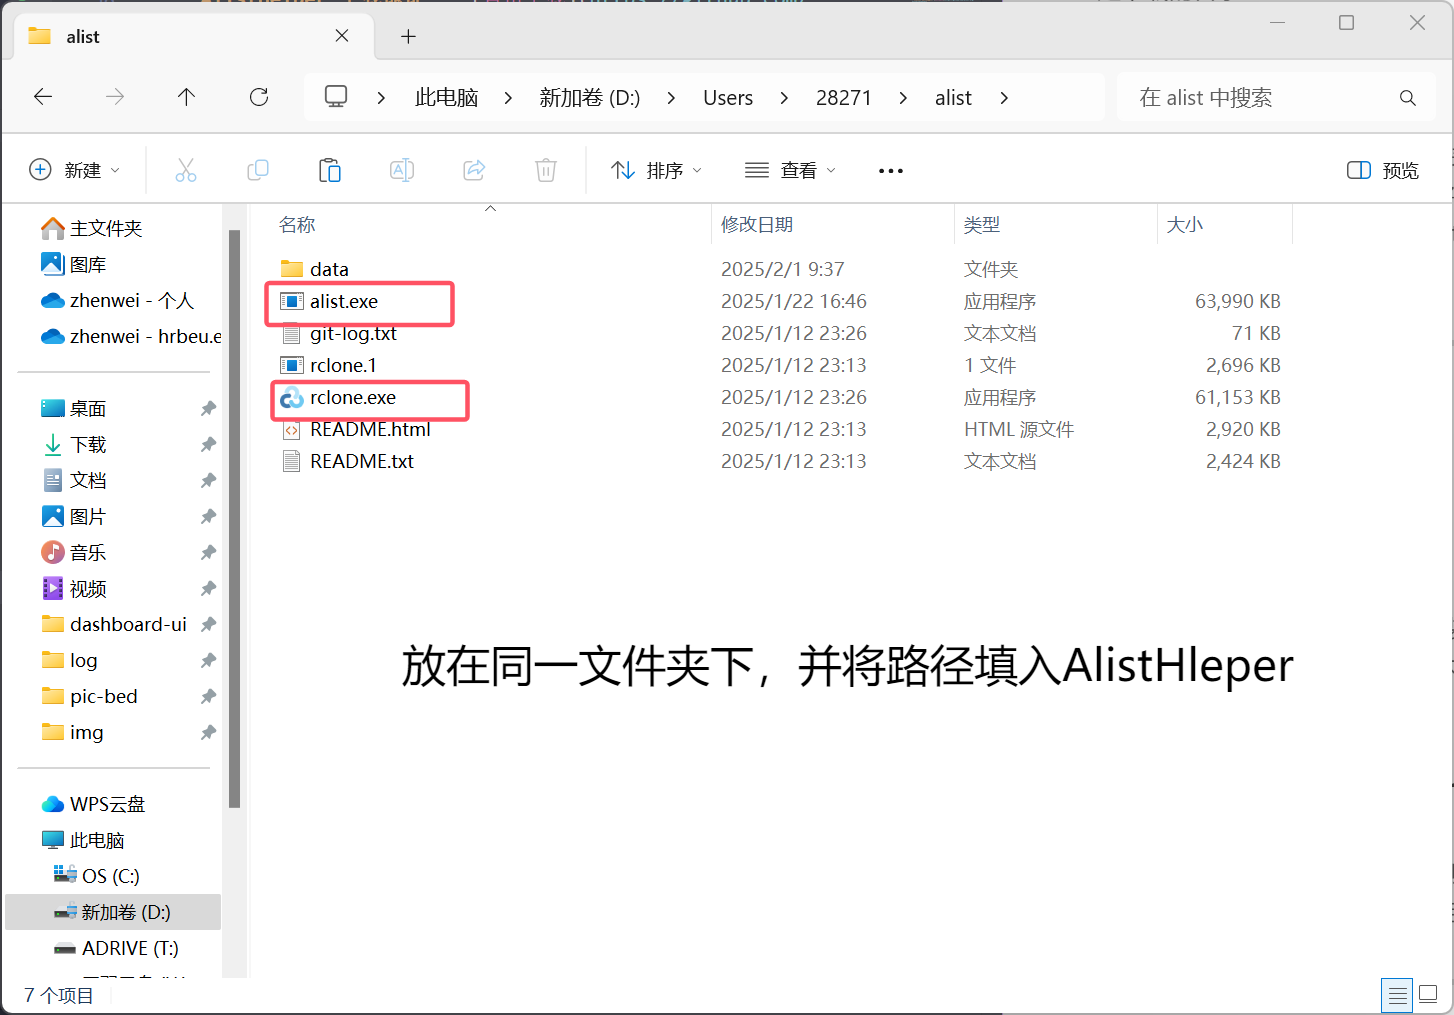 alist
此电脑 新加卷 (D:) Users 28271 alist 在 alist 中搜索
新建 排序 查看 预览
名称 修改日期 类型 大小
主文件夹
图库
zhenwei - 个人
zhenwei - hrbeu.e
桌面
下载
文档
图片
音乐
视频
dashboard-ui
log
pic-bed
img
WPS云盘
此电脑
OS (C:)
新加卷 (D:)
ADRIVE (T:)
data 2025/2/1 9:37 文件夹
alist.exe 2025/1/22 16:46 应用程序 63,990 KB
git-log.txt 2025/1/12 23:26 文本文档 71 KB
rclone.1 2025/1/12 23:13 1 文件 2,696 KB
rclone.exe 2025/1/12 23:26 应用程序 61,153 KB
README.html 2025/1/12 23:13 HTML 源文件 2,920 KB
README.txt 2025/1/12 23:13 文本文档 2,424 KB
放在同一文件夹下，并将路径填入AlistHleper
7 个项目